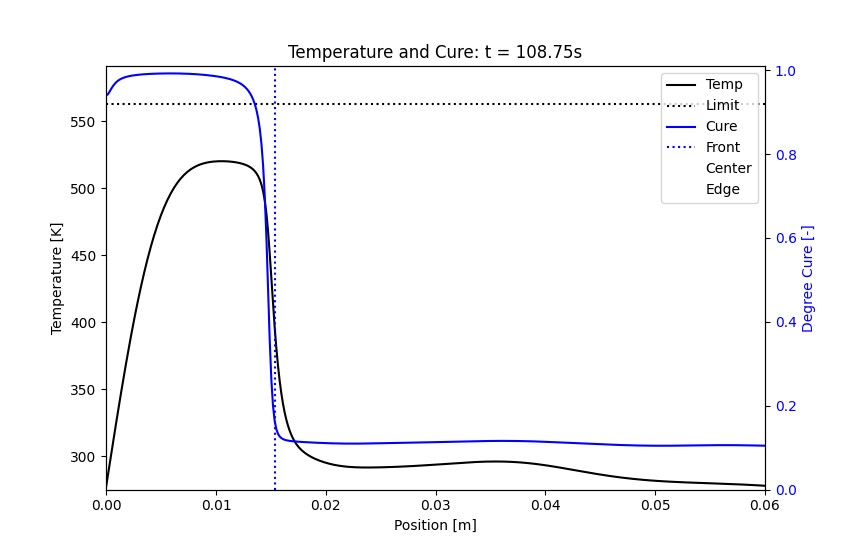 Temperature and Cure: t = 108.75s
Temp
Limit
Cure
Front
Center
Edge
Temperature [K]
550
500
450
400
350
300
Degree Cure [-]
1.0
0.8
0.6
0.4
0.2
0.0
0.00 0.01 0.02 0.03 0.04 0.05 0.06
Position [m]